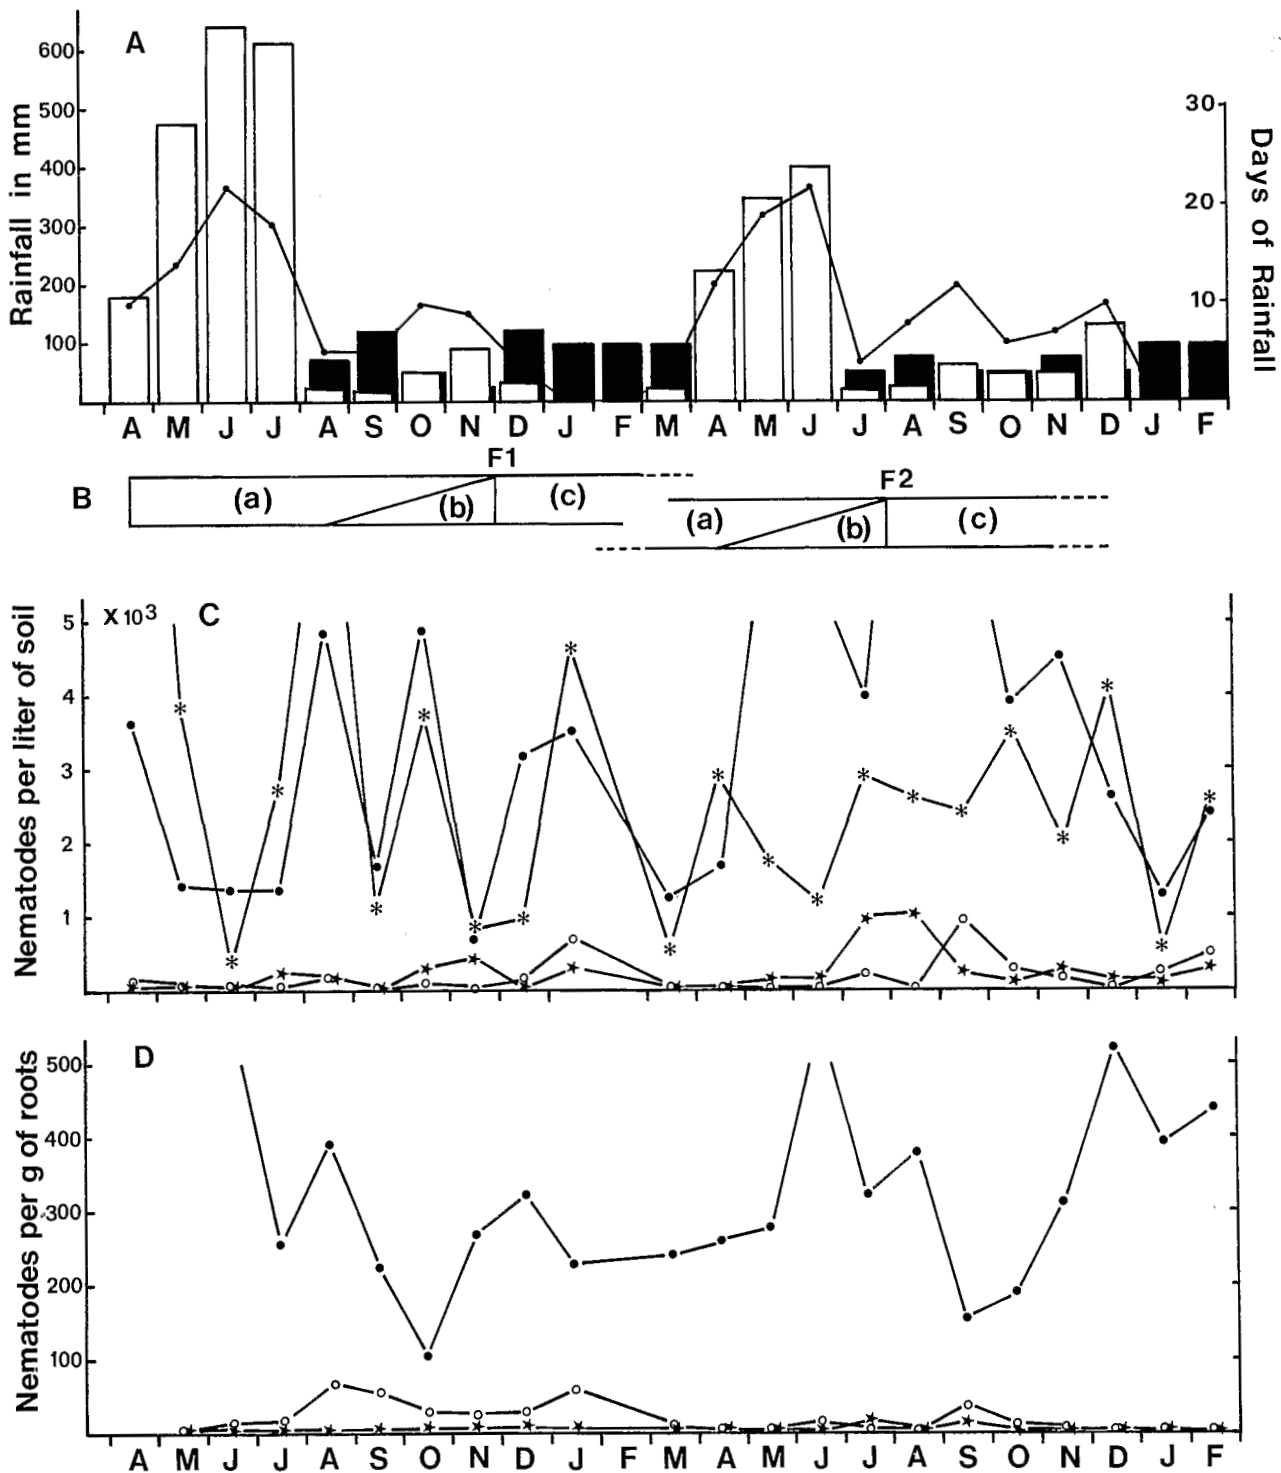 A
Rainfall in mm
600
500
400
300
200
100
Days of Rainfall
30
20
10
A M J J A S O N D J F M A M J J A S O N D J F
B
F1
(a) (b) (c)
F2
(a) (b) (c)
C
X 10³
Nematodes per liter of soil
5
4
3
2
1
D
Nematodes per g of roots
500
400
300
200
100
A M J J A S O N D J F M A M J J A S O N D J F